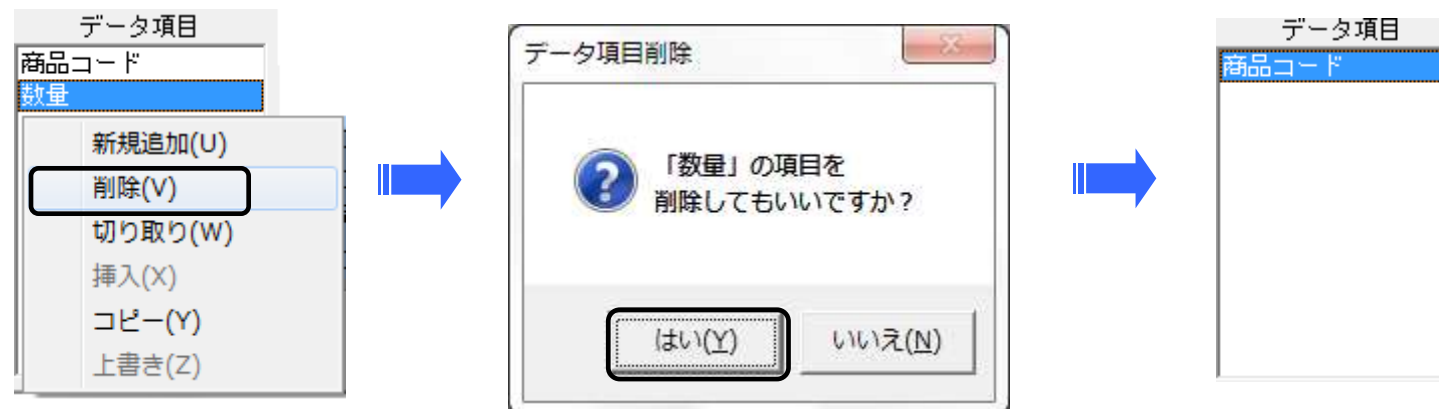 データ項目
商品コード
数量
新規追加(U)
削除(V)
切り取り(W)
挿入(X)
コピー(Y)
上書き(Z)
データ項目削除
「数量」の項目を
削除してもいいですか？
はい(Y)
いいえ(N)
データ項目
商品コード